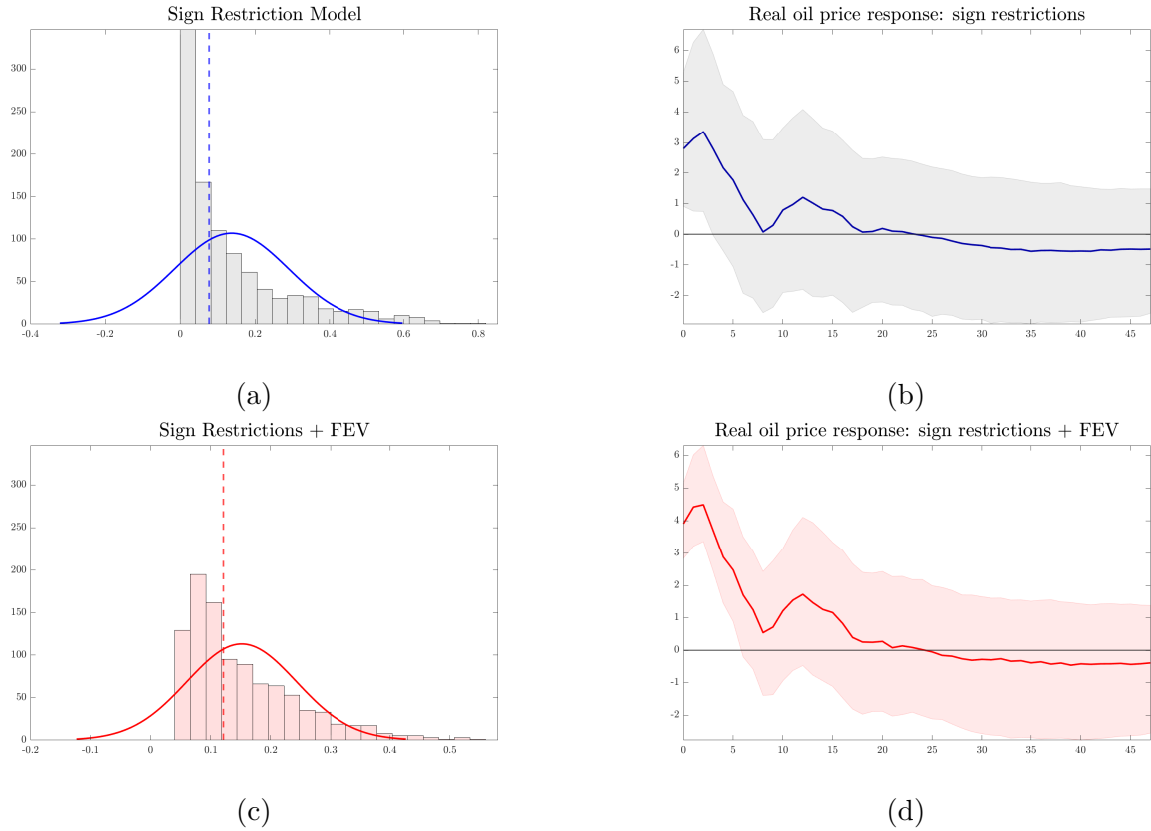 Sign Restriction Model
300
250
200
150
100
50
0
-0.4 -0.2 0 0.2 0.4 0.6 0.8
(a)
Real oil price response: sign restrictions
6
5
4
3
2
1
0
-1
-2
0 5 10 15 20 25 30 35 40 45
(b)
Sign Restrictions + FEV
300
250
200
150
100
50
0
-0.2 -0.1 0 0.1 0.2 0.3 0.4 0.5
(c)
Real oil price response: sign restrictions + FEV
6
5
4
3
2
1
0
-1
-2
0 5 10 15 20 25 30 35 40 45
(d)